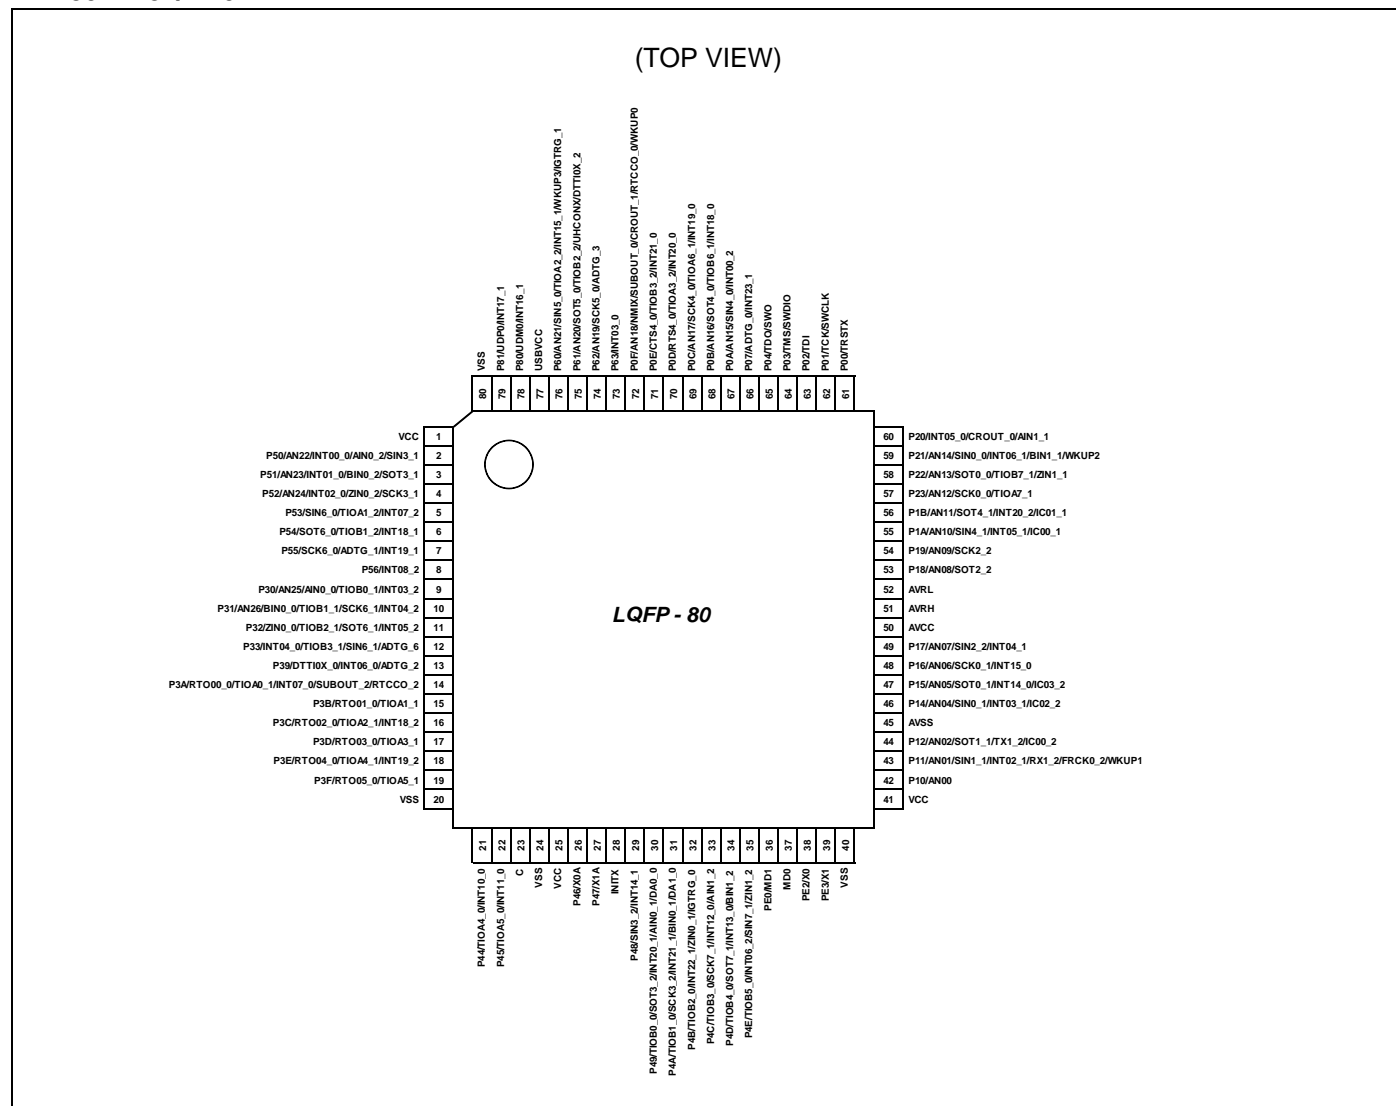 (TOP VIEW)
VSS
P81/UDP0/INT17_1
P80/UDM0/INT16_1
USBVCC
P60/AN21/SIN5_0/TIOA2_2/INT15_1/WKUP3/IGTRG_1
P61/AN20/SOT5_0/TIOB2_2/UHCONX/DTTI0X_2
P62/AN19/SCK5_0/ADTG_3
P63/INT03_0
P0F/AN18/NMIX/SUBOUT_0/CROUT_1/RTCCO_0/WKUP0
P0E/CTS4_0/TIOB3_2/INT21_0
P0D/RTS4_0/TIOA3_2/INT20_0
P0C/AN17/SCK4_0/TIOA6_1/INT19_0
P0B/AN16/SOT4_0/TIOB6_1/INT18_0
P0A/AN15/SIN4_0/INT00_2
P07/ADTG_0/INT23_1
P04/TDO/SWO
P03/TMS/SWDIO
P02/TDI
P01/TCK/SWCLK
P00/TRSTX
80 79 78 77 76 75 74 73 72 71 70 69 68 67 66 65 64 63 62 61
VCC 1
P50/AN22/INT00_0/AIN0_2/SIN3_1 2
P51/AN23/INT01_0/BIN0_2/SOT3_1 3
P52/AN24/INT02_0/ZIN0_2/SCK3_1 4
P53/SIN6_0/TIOA1_2/INT07_2 5
P54/SOT6_0/TIOB1_2/INT18_1 6
P55/SCK6_0/ADTG_1/INT19_1 7
P56/INT08_2 8
P30/AN25/AIN0_0/TIOB0_1/INT03_2 9
P31/AN26/BIN0_0/TIOB1_1/SCK6_1/INT04_2 10
P32/ZIN0_0/TIOB2_1/SOT6_1/INT05_2 11
P33/INT04_0/TIOB3_1/SIN6_1/ADTG_6 12
P39/DTTI0X_0/INT06_0/ADTG_2 13
P3A/RTO00_0/TIOA0_1/INT07_0/SUBOUT_2/RTCCO_2 14
P3B/RTO01_0/TIOA1_1 15
P3C/RTO02_0/TIOA2_1/INT18_2 16
P3D/RTO03_0/TIOA3_1 17
P3E/RTO04_0/TIOA4_1/INT19_2 18
P3F/RTO05_0/TIOA5_1 19
VSS 20
LQFP - 80
60 P20/INT05_0/CROUT_0/AIN1_1
59 P21/AN14/SIN0_0/INT06_1/BIN1_1/WKUP2
58 P22/AN13/SOT0_0/TIOB7_1/ZIN1_1
57 P23/AN12/SCK0_0/TIOA7_1
56 P1B/AN11/SOT4_1/INT20_2/IC01_1
55 P1A/AN10/SIN4_1/INT05_1/IC00_1
54 P19/AN09/SCK2_2
53 P18/AN08/SOT2_2
52 AVRL
51 AVRH
50 AVCC
49 P17/AN07/SIN2_2/INT04_1
48 P16/AN06/SCK0_1/INT15_0
47 P15/AN05/SOT0_1/INT14_0/IC03_2
46 P14/AN04/SIN0_1/INT03_1/IC02_2
45 AVSS
44 P12/AN02/SOT1_1/TX1_2/IC00_2
43 P11/AN01/SIN1_1/INT02_1/RX1_2/FRCK0_2/WKUP1
42 P10/AN00
41 VCC
21 22 23 24 25 26 27 28 29 30 31 32 33 34 35 36 37 38 39 40
P44/TIOA4_0/INT10_0
P45/TIOA5_0/INT11_0
C
VSS
VCC
P46/X0A
P47/X1A
INITX
P48/SIN3_2/INT14_1
P49/TIOB0_0/SOT3_2/INT20_1/AIN0_1/DA0_0
P4A/TIOB1_0/SCK3_2/INT21_1/BIN0_1/DA1_0
P4B/TIOB2_0/INT22_1/ZIN0_1/IGTRG_0
P4C/TIOB3_0/SCK7_1/INT12_0/AIN1_2
P4D/TIOB4_0/SOT7_1/INT13_0/BIN1_2
P4E/TIOB5_0/INT06_2/SIN7_1/ZIN1_2
PE0/MD1
MD0
PE2/X0
PE3/X1
VSS